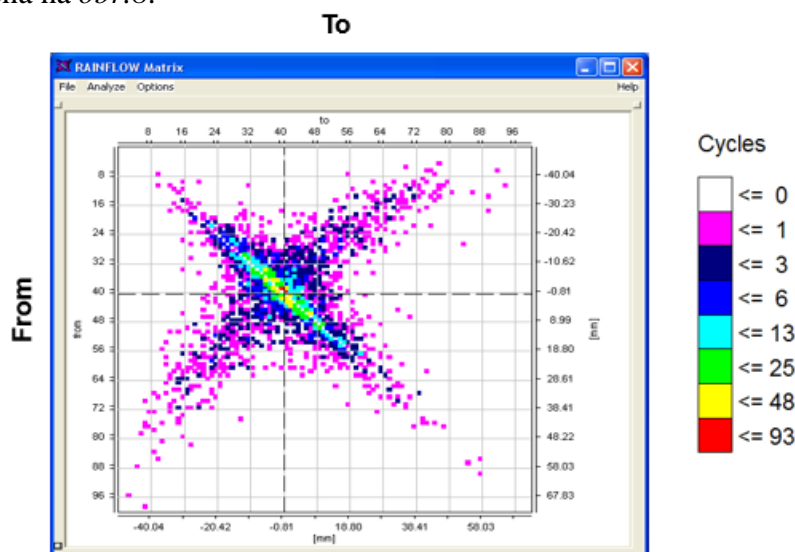 на 657.8.
To
RAINFLOW Matrix
File Analyze Options Help
to
8 16 24 32 40 48 56 64 72 80 88 96
8 -40.04
16 -30.23
24 -20.42
32 -10.62
40 -0.81
48 8.99
56 18.80
64 28.61
72 38.41
80 48.22
88 58.03
96 67.83
From
from
[mm]
-40.04 -20.42 -0.81 18.80 38.41 58.03
[mm]
Cycles
<= 0
<= 1
<= 3
<= 6
<= 13
<= 25
<= 48
<= 93